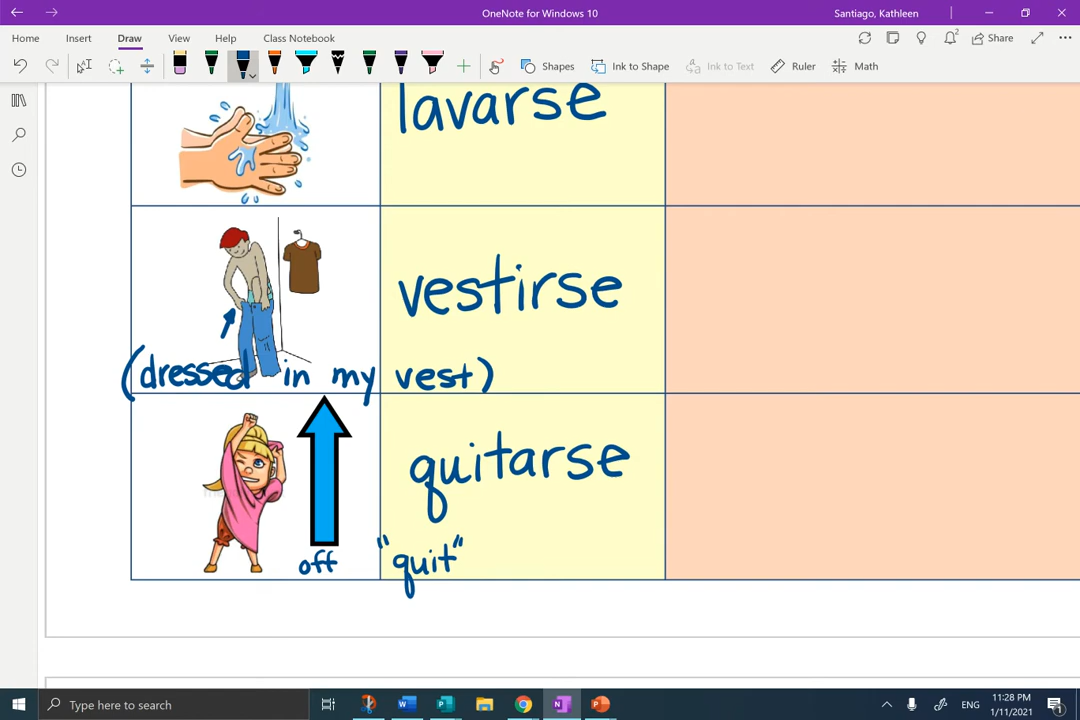 OneNote for Windows 10
Santiago, Kathleen
Home Insert Draw View Help Class Notebook
Share
Shapes Ink to Shape Ink to Text Ruler Math
lavarse
vestirse
(dressed in my vest)
quitarse
off "quit"
Type here to search
ENG
11:28 PM
1/11/2021